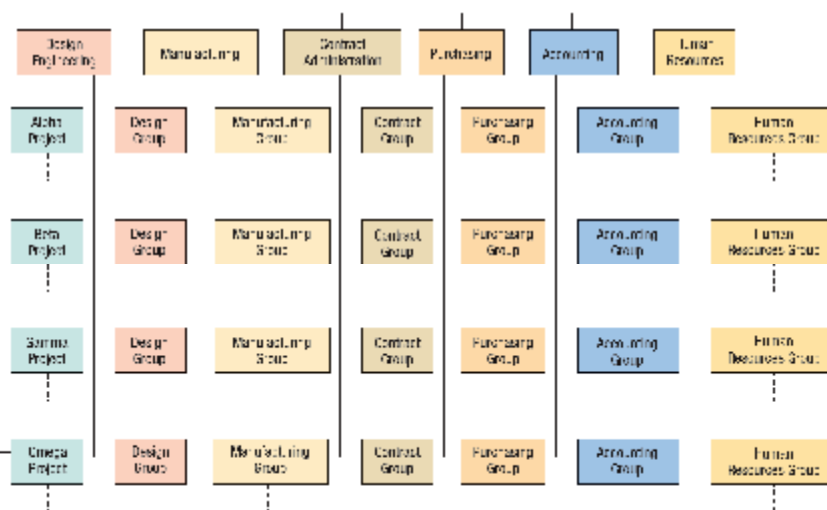 Design
Engineering
Manufacturing
Contract
Administration
Purchasing
Accounting
Human
Resources
Alpha
Project
Design
Group
Manufacturing
Group
Contract
Group
Purchasing
Group
Accounting
Group
Human
Resources Group
Beta
Project
Design
Group
Manufacturing
Group
Contract
Group
Purchasing
Group
Accounting
Group
Human
Resources Group
Gamma
Project
Design
Group
Manufacturing
Group
Contract
Group
Purchasing
Group
Accounting
Group
Human
Resources Group
Omega
Project
Design
Group
Manufacturing
Group
Contract
Group
Purchasing
Group
Accounting
Group
Human
Resources Group